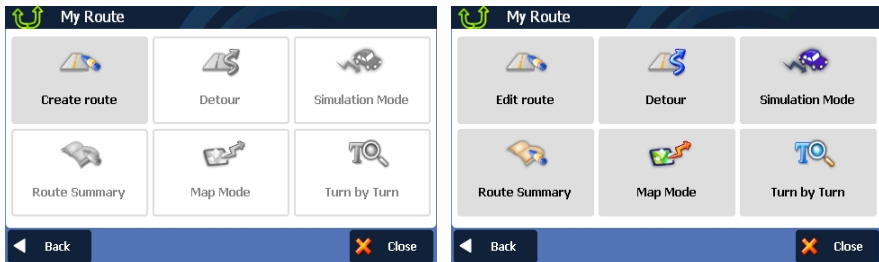 My Route
Create route
Detour
Simulation Mode
Route Summary
Map Mode
Turn by Turn
Back
Close
My Route
Edit route
Detour
Simulation Mode
Route Summary
Map Mode
Turn by Turn
Back
Close